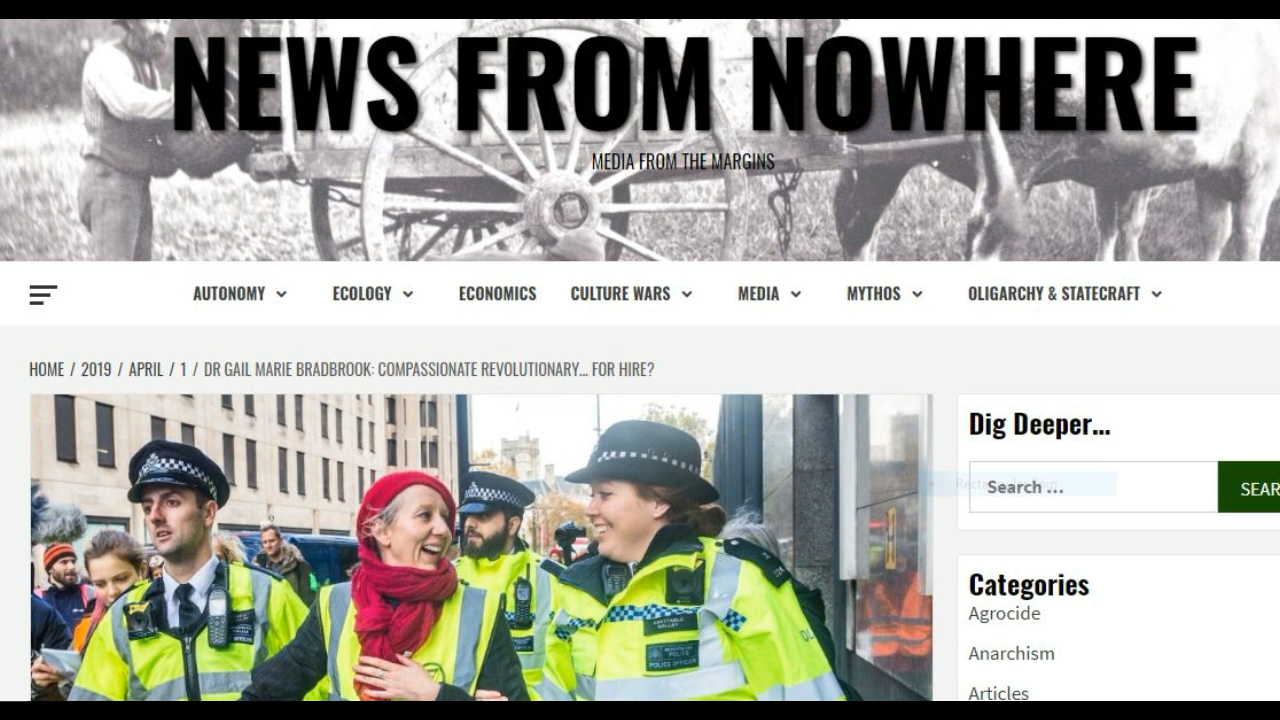 NEWS FROM NOWHERE
MEDIA FROM THE MARGINS
AUTONOMY
ECOLOGY
ECONOMICS
CULTURE WARS
MEDIA
MYTHOS
OLIGARCHY & STATECRAFT
HOME / 2019 / APRIL / 1 / DR GAIL MARIE BRADBROOK: COMPASSIONATE REVOLUTIONARY... FOR HIRE?
Dig Deeper...
Search ...
SEAR
Categories
Agrocide
Anarchism
Articles
METROPOLITAN
POLICE
POLICE OFFICER